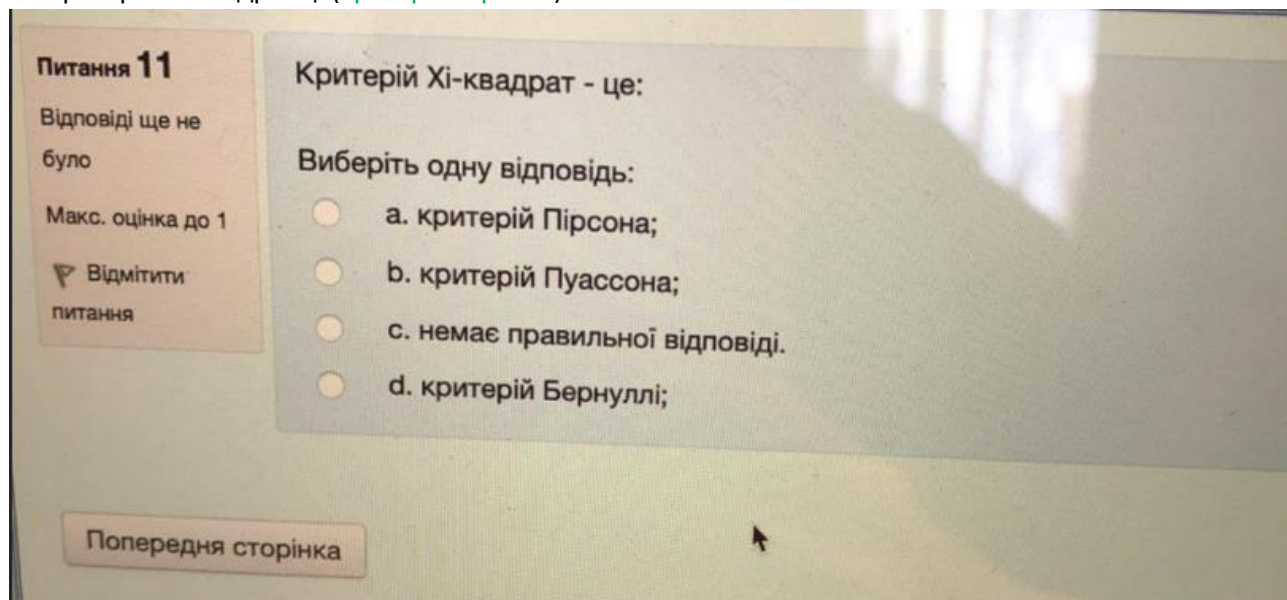 Питання 11
Відповіді ще не
було
Макс. оцінка до 1
Відмітити
питання
Критерій Хі-квадрат - це:
Виберіть одну відповідь:
a. критерій Пірсона;
b. критерій Пуассона;
c. немає правильної відповіді.
d. критерій Бернуллі;
Попередня сторінка